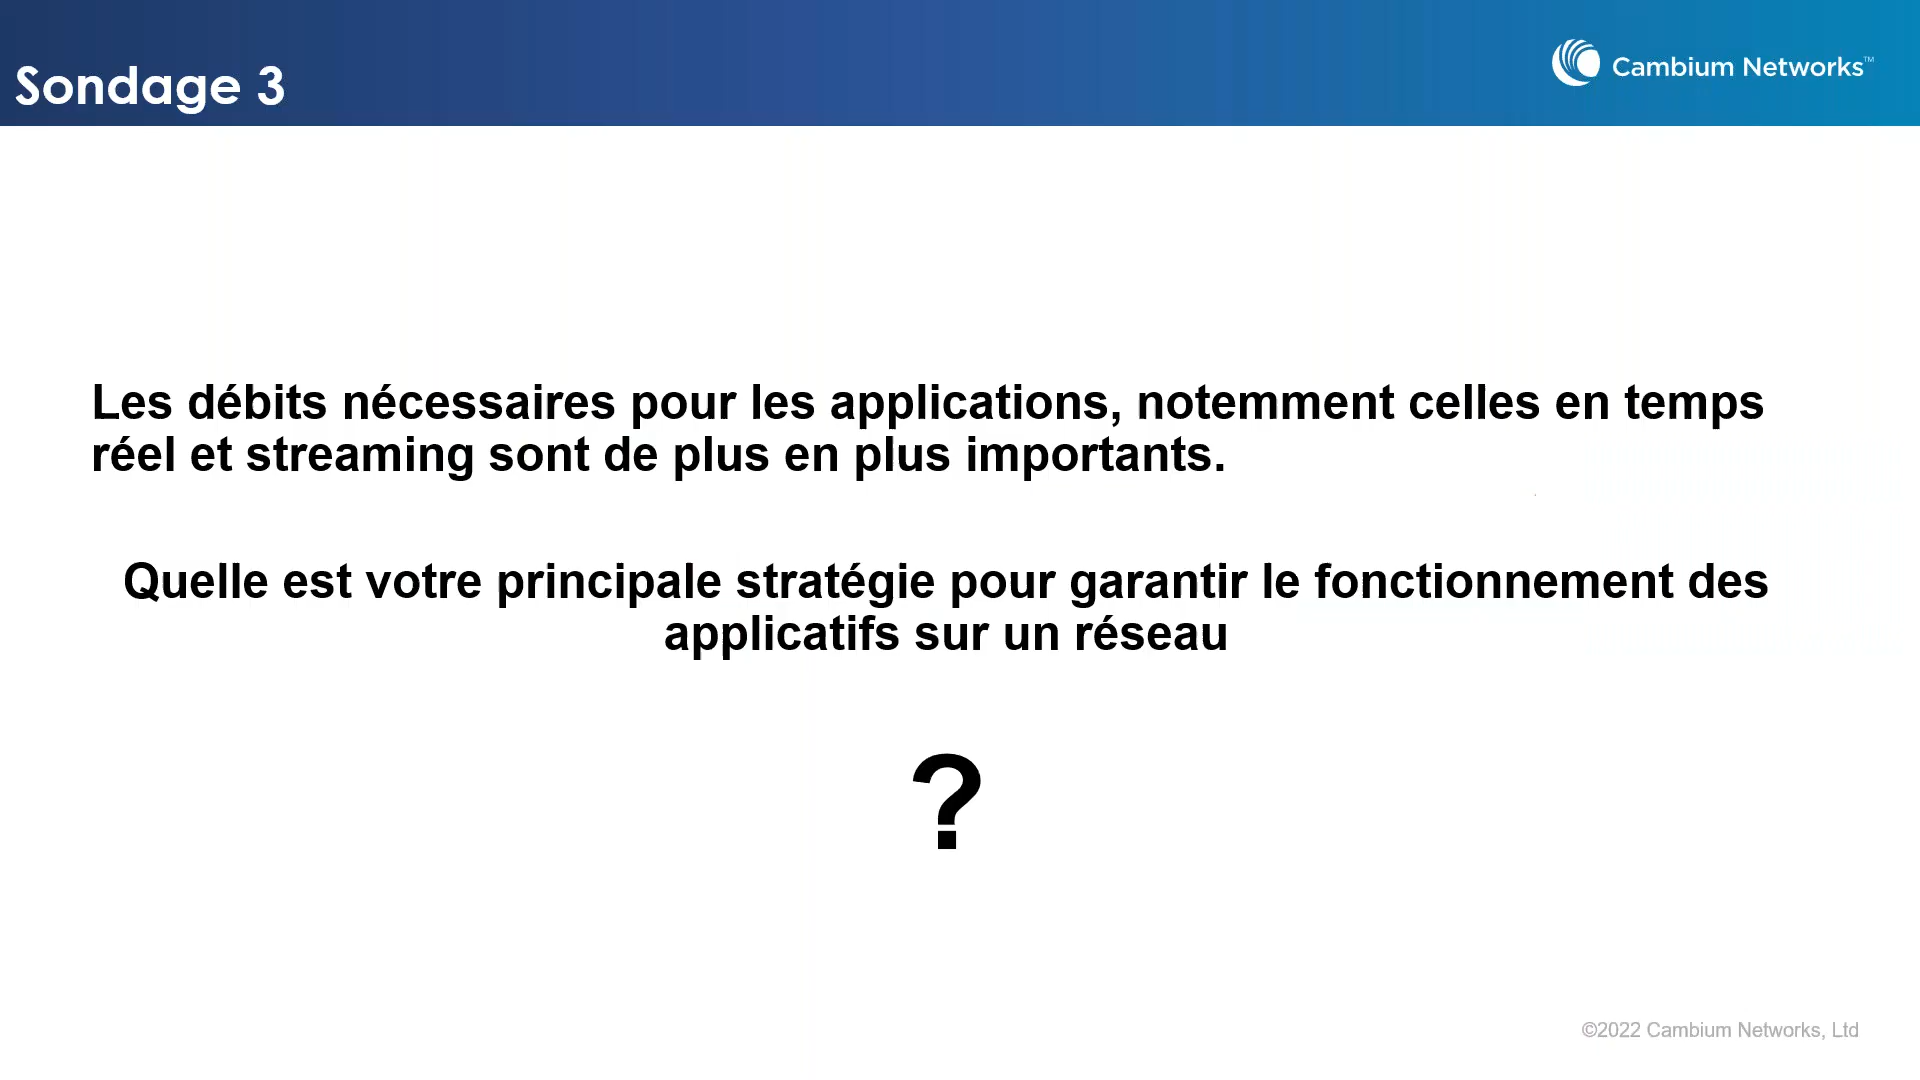 Sondage 3
Cambium Networks™
Les débits nécessaires pour les applications, notemment celles en temps
réel et streaming sont de plus en plus importants.
Quelle est votre principale stratégie pour garantir le fonctionnement des
applicatifs sur un réseau
?
©2022 Cambium Networks, Ltd